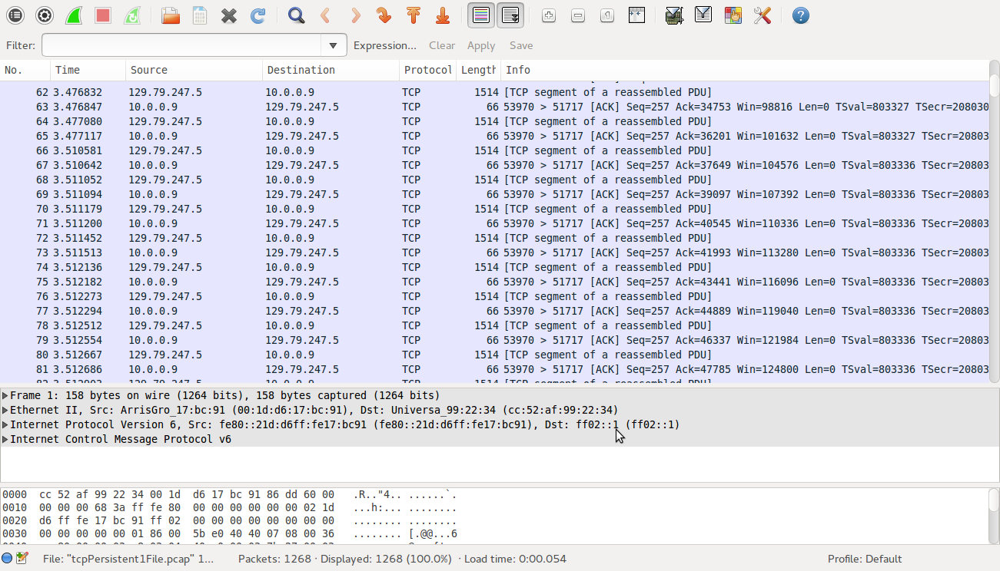 Filter: Expression... Clear Apply Save
No. Time Source Destination Protocol Length Info
62 3.476832 129.79.247.5 10.0.0.9 TCP 1514 [TCP segment of a reassembled PDU]
63 3.476847 10.0.0.9 129.79.247.5 TCP 66 53970 > 51717 [ACK] Seq=257 Ack=34753 Win=98816 Len=0 TSval=803327 TSecr=208030
64 3.477080 129.79.247.5 10.0.0.9 TCP 1514 [TCP segment of a reassembled PDU]
65 3.477117 10.0.0.9 129.79.247.5 TCP 66 53970 > 51717 [ACK] Seq=257 Ack=36201 Win=101632 Len=0 TSval=803327 TSecr=20803
66 3.510581 129.79.247.5 10.0.0.9 TCP 1514 [TCP segment of a reassembled PDU]
67 3.510642 10.0.0.9 129.79.247.5 TCP 66 53970 > 51717 [ACK] Seq=257 Ack=37649 Win=104576 Len=0 TSval=803336 TSecr=20803
68 3.511052 129.79.247.5 10.0.0.9 TCP 1514 [TCP segment of a reassembled PDU]
69 3.511094 10.0.0.9 129.79.247.5 TCP 66 53970 > 51717 [ACK] Seq=257 Ack=39097 Win=107392 Len=0 TSval=803336 TSecr=20803
70 3.511179 129.79.247.5 10.0.0.9 TCP 1514 [TCP segment of a reassembled PDU]
71 3.511200 10.0.0.9 129.79.247.5 TCP 66 53970 > 51717 [ACK] Seq=257 Ack=40545 Win=110336 Len=0 TSval=803336 TSecr=20803
72 3.511452 129.79.247.5 10.0.0.9 TCP 1514 [TCP segment of a reassembled PDU]
73 3.511513 10.0.0.9 129.79.247.5 TCP 66 53970 > 51717 [ACK] Seq=257 Ack=41993 Win=113280 Len=0 TSval=803336 TSecr=20803
74 3.512136 129.79.247.5 10.0.0.9 TCP 1514 [TCP segment of a reassembled PDU]
75 3.512182 10.0.0.9 129.79.247.5 TCP 66 53970 > 51717 [ACK] Seq=257 Ack=43441 Win=116096 Len=0 TSval=803336 TSecr=20803
76 3.512273 129.79.247.5 10.0.0.9 TCP 1514 [TCP segment of a reassembled PDU]
77 3.512294 10.0.0.9 129.79.247.5 TCP 66 53970 > 51717 [ACK] Seq=257 Ack=44889 Win=119040 Len=0 TSval=803336 TSecr=20803
78 3.512512 129.79.247.5 10.0.0.9 TCP 1514 [TCP segment of a reassembled PDU]
79 3.512554 10.0.0.9 129.79.247.5 TCP 66 53970 > 51717 [ACK] Seq=257 Ack=46337 Win=121984 Len=0 TSval=803336 TSecr=20803
80 3.512667 129.79.247.5 10.0.0.9 TCP 1514 [TCP segment of a reassembled PDU]
81 3.512686 10.0.0.9 129.79.247.5 TCP 66 53970 > 51717 [ACK] Seq=257 Ack=47785 Win=124800 Len=0 TSval=803336 TSecr=20803
Frame 1: 158 bytes on wire (1264 bits), 158 bytes captured (1264 bits)
Ethernet II, Src: ArrisGro_17:bc:91 (00:1d:d6:17:bc:91), Dst: Universa_99:22:34 (cc:52:af:99:22:34)
Internet Protocol Version 6, Src: fe80::21d:d6ff:fe17:bc91 (fe80::21d:d6ff:fe17:bc91), Dst: ff02::1 (ff02::1)
Internet Control Message Protocol v6
0000 cc 52 af 99 22 34 00 1d d6 17 bc 91 86 dd 60 00 .R.."4.. ......`.
0010 00 00 00 68 3a ff fe 80 00 00 00 00 00 00 02 1d ...h:... ........
0020 d6 ff fe 17 bc 91 ff 02 00 00 00 00 00 00 00 00 ........ ........
0030 00 00 00 00 00 01 86 00 5b e0 40 40 07 08 00 36 ........ [.@@...6
File: "tcpPersistent1File.pcap" 1... Packets: 1268 · Displayed: 1268 (100.0%) · Load time: 0:00.054 Profile: Default